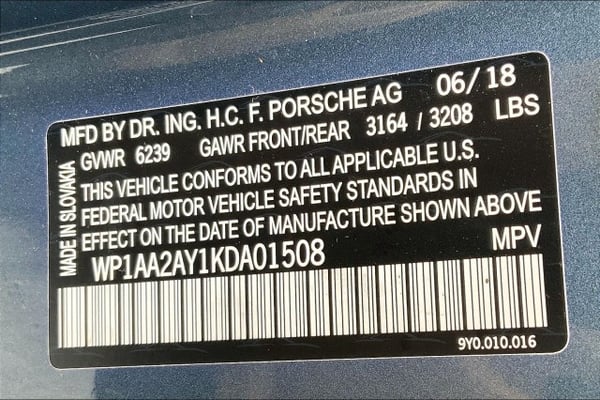 MFD BY DR. ING. H.C. F. PORSCHE AG 06/18
GVWR 6239 GAWR FRONT/REAR 3164 / 3208 LBS
THIS VEHICLE CONFORMS TO ALL APPLICABLE U.S.
FEDERAL MOTOR VEHICLE SAFETY STANDARDS IN
EFFECT ON THE DATE OF MANUFACTURE SHOWN ABOVE
WP1AA2AY1KDA01508 MPV
MADE IN SLOVAKIA
9Y0.010.016